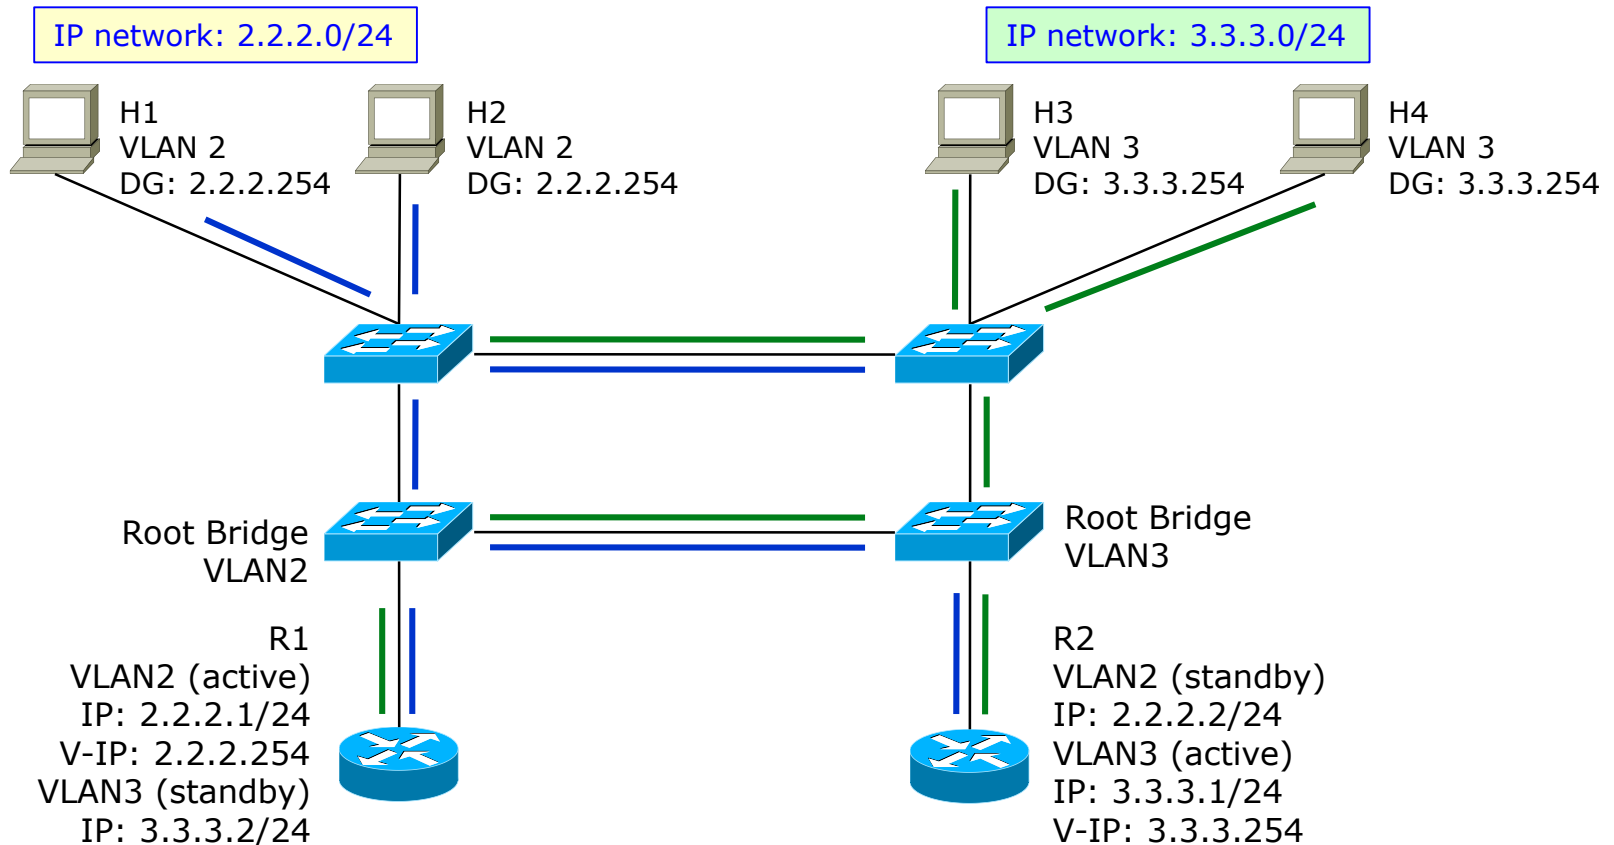 IP network: 2.2.2.0/24
IP network: 3.3.3.0/24
H1
VLAN 2
DG: 2.2.2.254
H2
VLAN 2
DG: 2.2.2.254
H3
VLAN 3
DG: 3.3.3.254
H4
VLAN 3
DG: 3.3.3.254
Root Bridge
VLAN2
Root Bridge
VLAN3
R1
VLAN2 (active)
IP: 2.2.2.1/24
V-IP: 2.2.2.254
VLAN3 (standby)
IP: 3.3.3.2/24
R2
VLAN2 (standby)
IP: 2.2.2.2/24
VLAN3 (active)
IP: 3.3.3.1/24
V-IP: 3.3.3.254